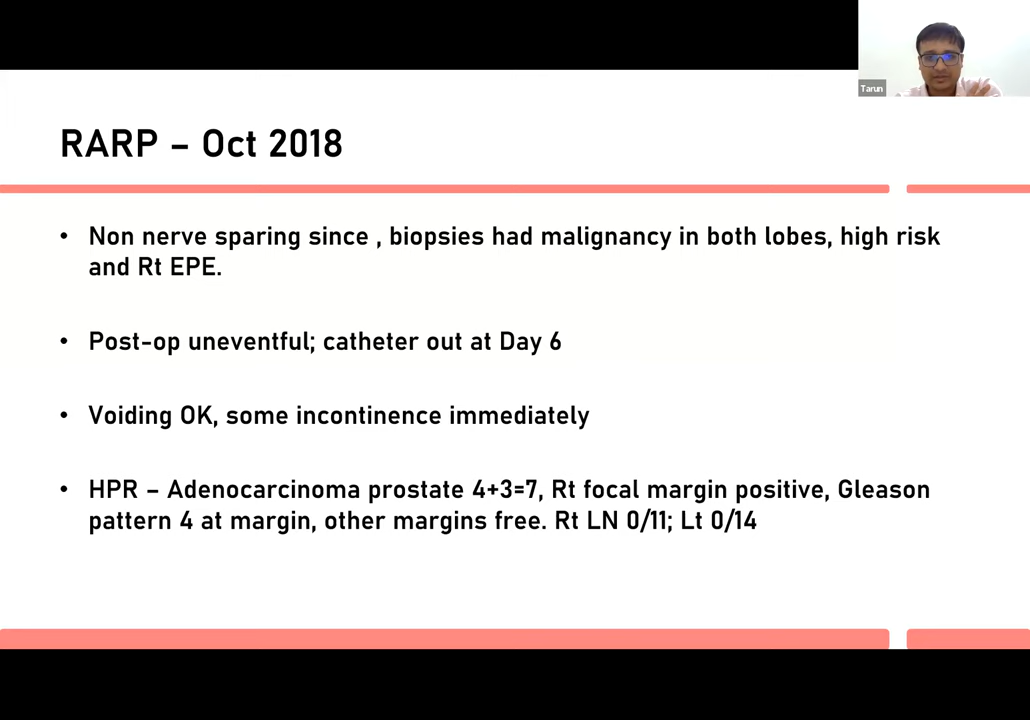 Tarun
RARP – Oct 2018
• Non nerve sparing since , biopsies had malignancy in both lobes, high risk
and Rt EPE.
• Post-op uneventful; catheter out at Day 6
• Voiding OK, some incontinence immediately
• HPR – Adenocarcinoma prostate 4+3=7, Rt focal margin positive, Gleason
pattern 4 at margin, other margins free. Rt LN 0/11; Lt 0/14